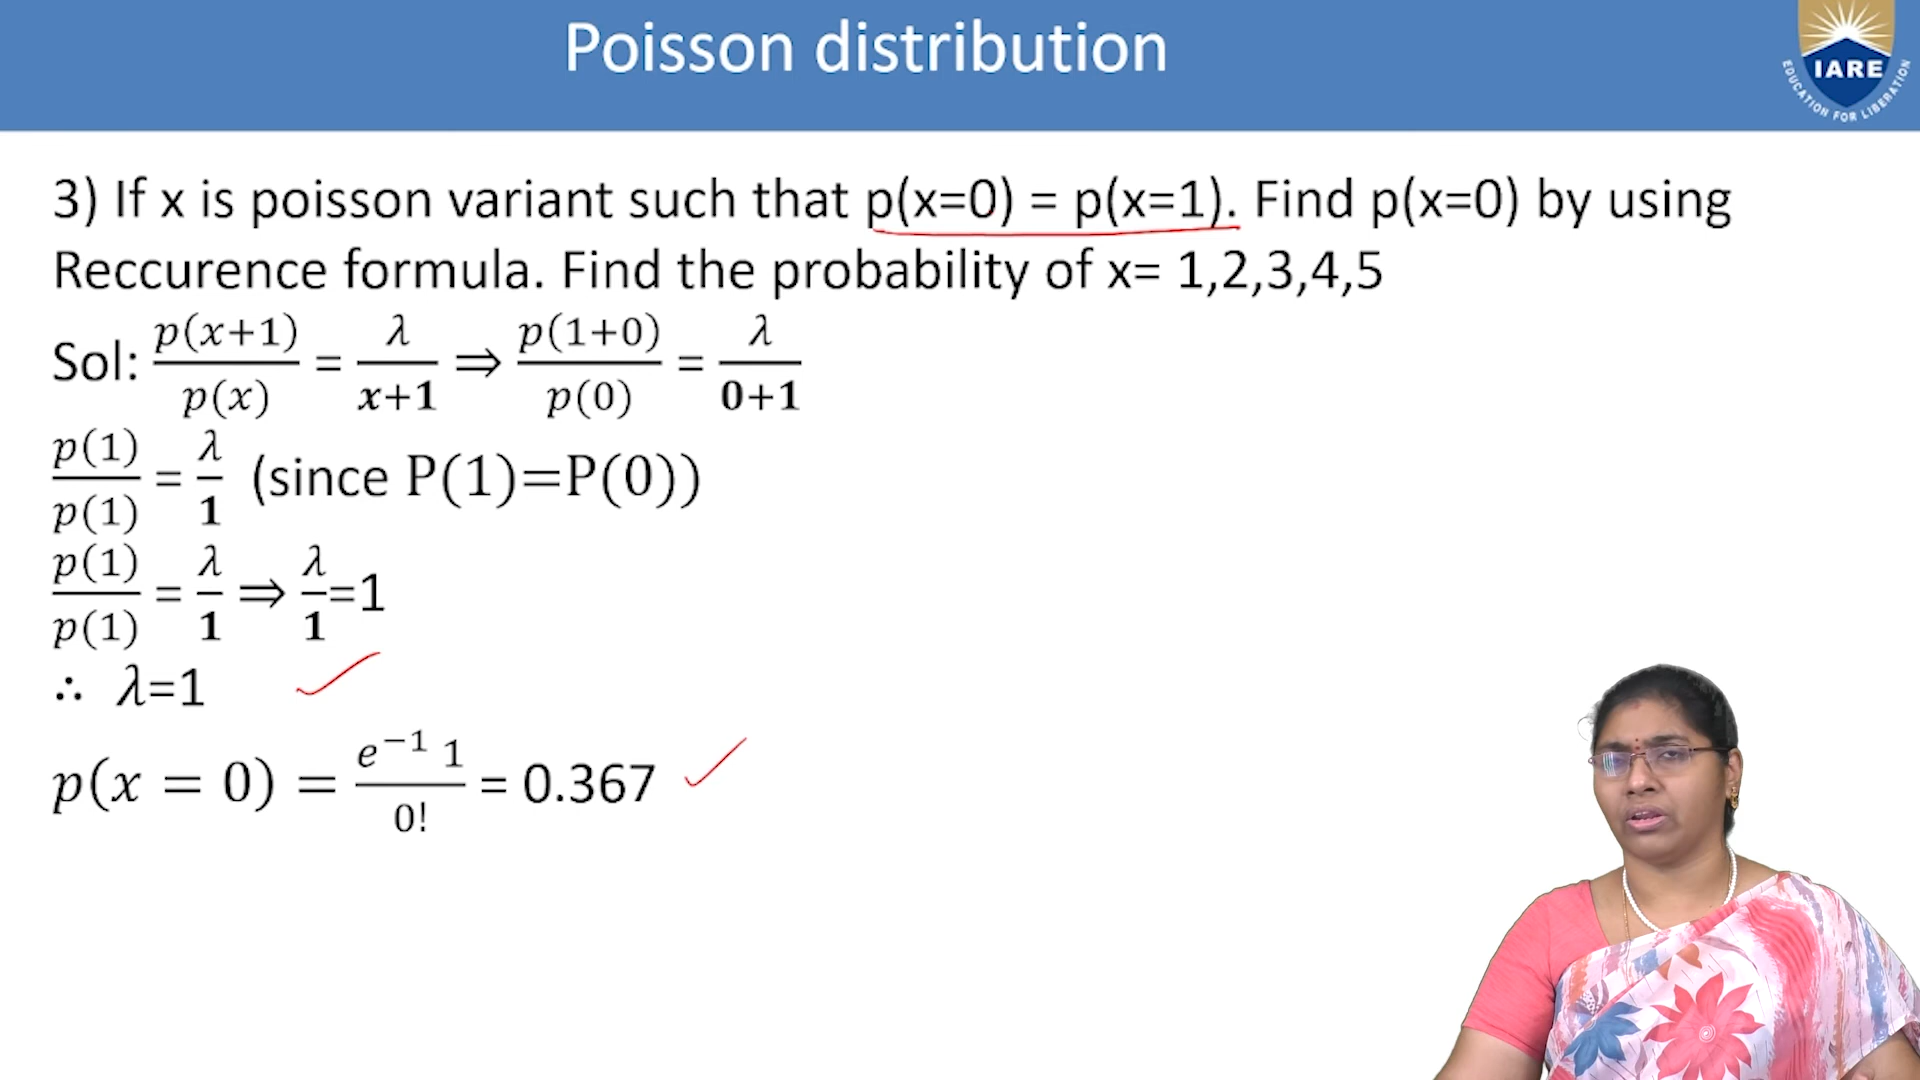 Poisson distribution
IARE
EDUCATION FOR LIBERATION
3) If x is poisson variant such that p(x=0) = p(x=1). Find p(x=0) by using
Reccurence formula. Find the probability of x= 1,2,3,4,5
Sol: p(x+1)/p(x) = λ/x+1 ⇒ p(1+0)/p(0) = λ/0+1
p(1)/p(1) = λ/1 (since P(1)=P(0))
p(1)/p(1) = λ/1 ⇒ λ/1=1
∴ λ=1
p(x = 0) = e⁻¹ 1/0! = 0.367